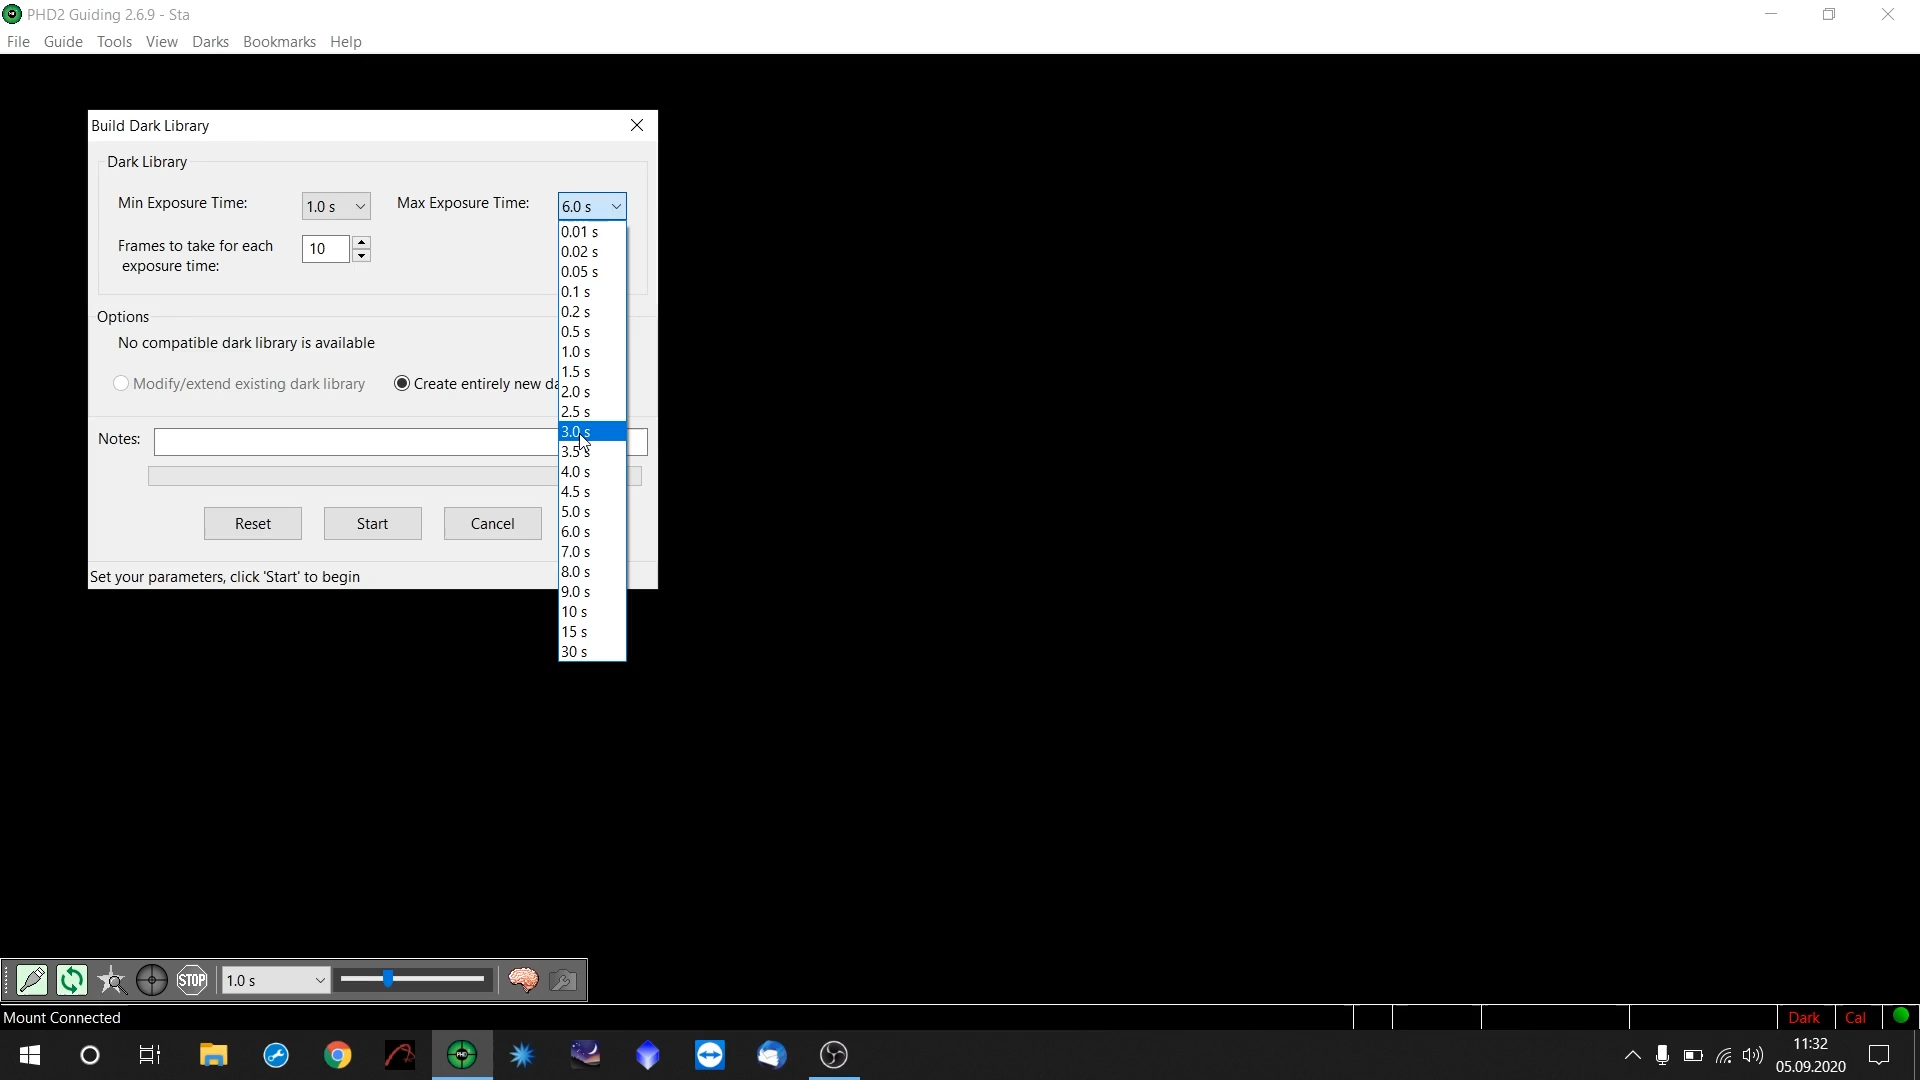 PHD2 Guiding 2.6.9 - Sta
File Guide Tools View Darks Bookmarks Help
Build Dark Library
Dark Library
Min Exposure Time: 1.0 s Max Exposure Time: 6.0 s
Frames to take for each 10
exposure time:
0.01 s
0.02 s
0.05 s
0.1 s
0.2 s
0.5 s
1.0 s
1.5 s
2.0 s
2.5 s
3.0 s
3.5 s
4.0 s
4.5 s
5.0 s
6.0 s
7.0 s
8.0 s
9.0 s
10 s
15 s
30 s
Options
No compatible dark library is available
Modify/extend existing dark library Create entirely new da
Notes:
Reset Start Cancel
Set your parameters, click 'Start' to begin
STOP 1.0 s
Mount Connected Dark Cal
PHD
11:32
05.09.2020